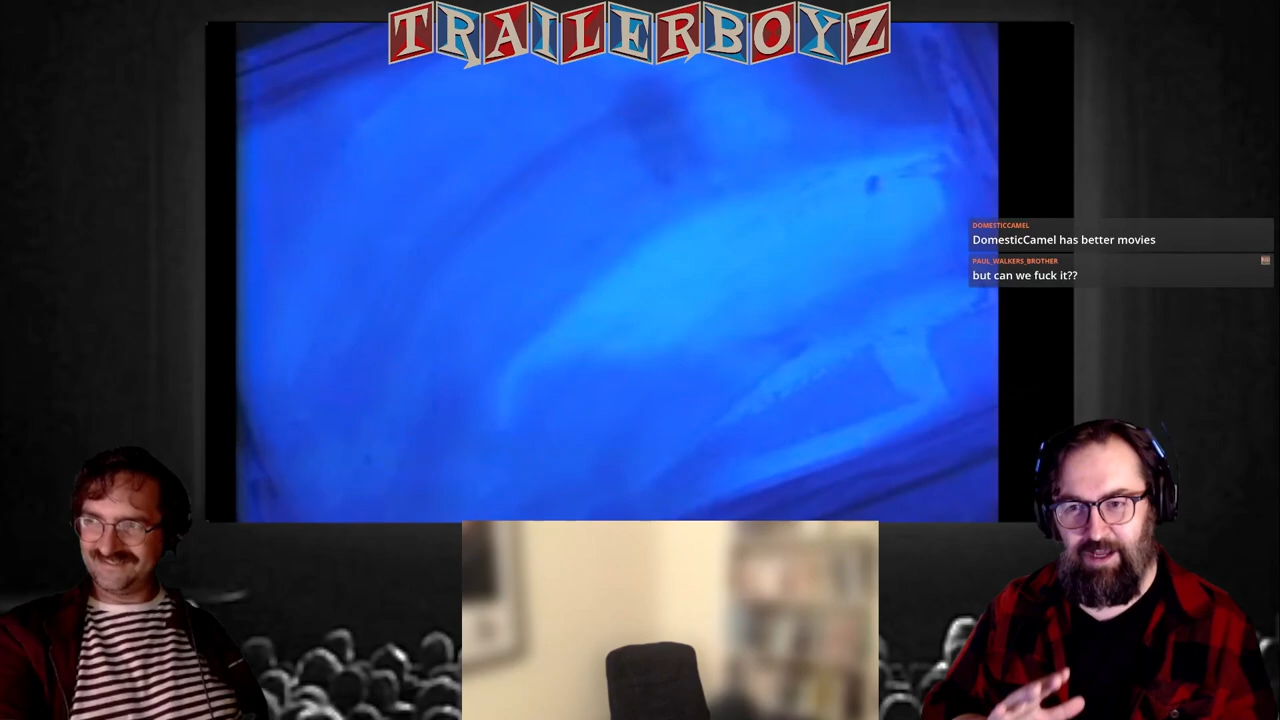 TRAILERBOYZ
DOMESTICCAMEL
DomesticCamel has better movies
PAUL_WALKERS_BROTHER
but can we fuck it??